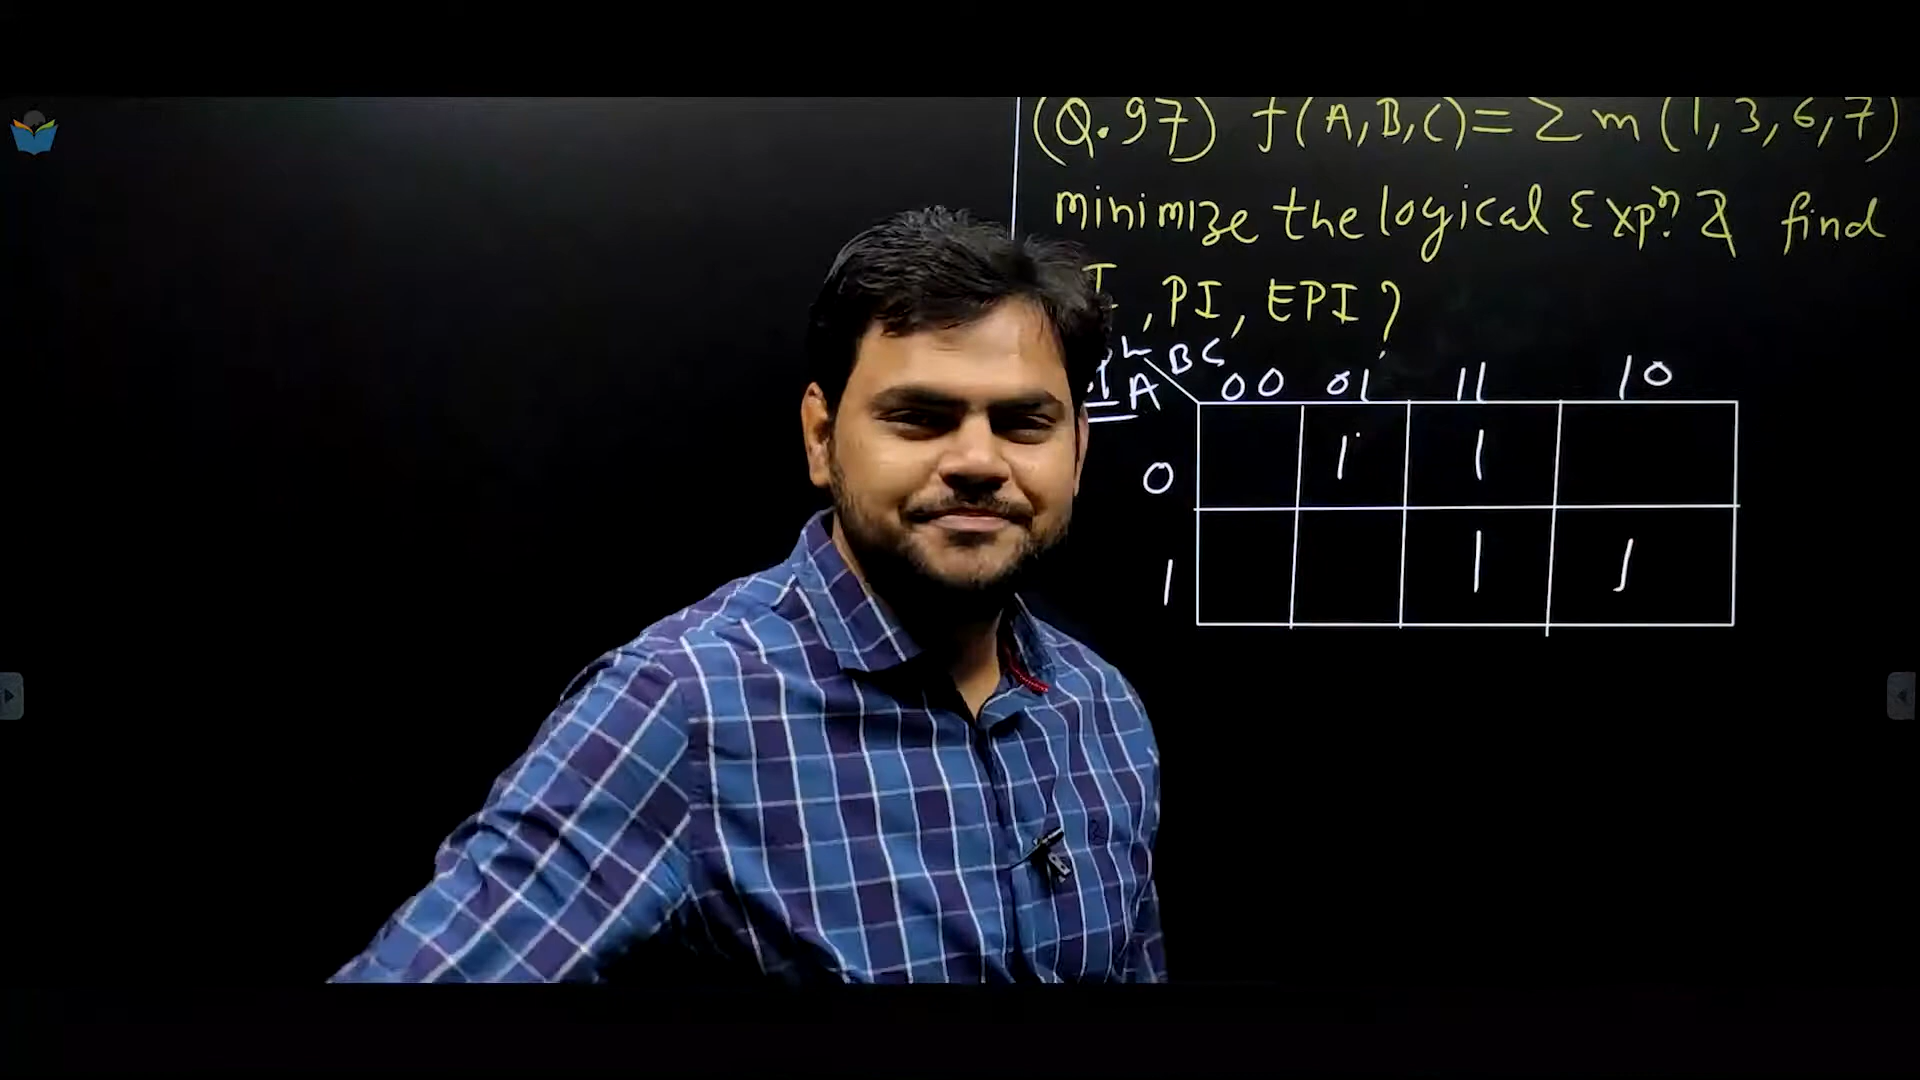 (Q.97) f(A,B,C)= Σm(1,3,6,7)
minimize the logical Expⁿ. & find
, PI, EPI?
A BC 00 01 11 10
0 1 1
1 1 1